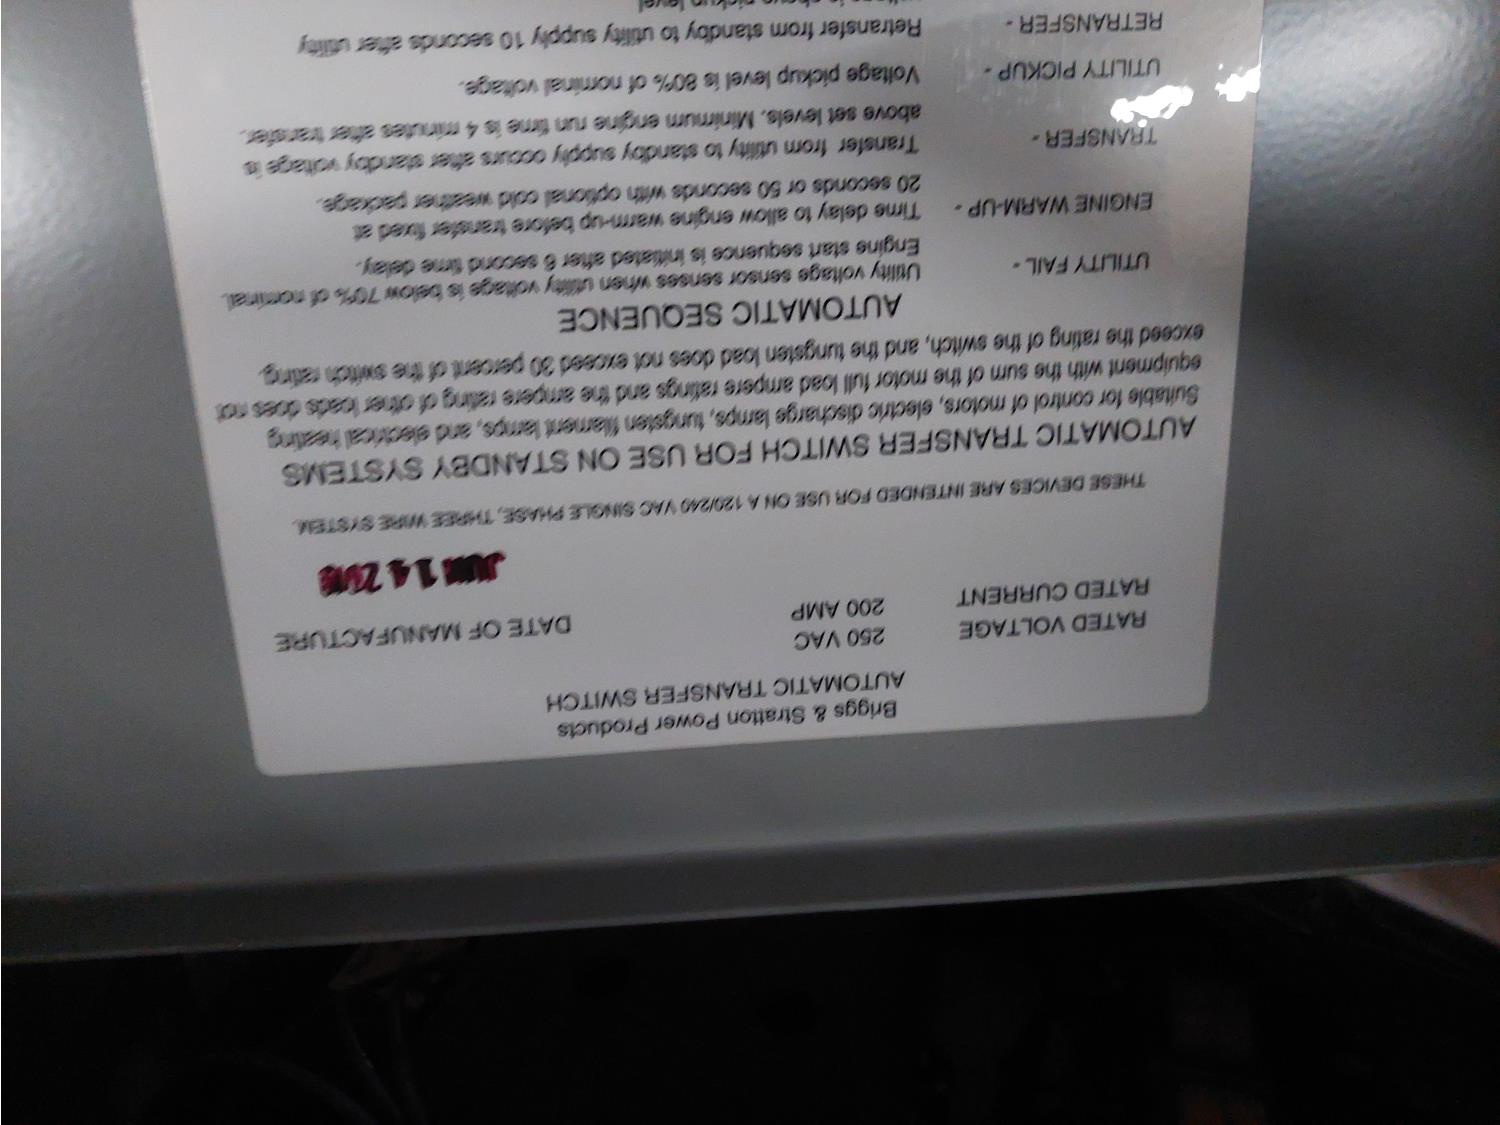 Briggs & Stratton Power Products
AUTOMATIC TRANSFER SWITCH
RATED VOLTAGE 250 VAC DATE OF MANUFACTURE
RATED CURRENT 200 AMP JUN 14
THESE DEVICES ARE INTENDED FOR USE ON A 120/240 VAC SINGLE PHASE, THREE WIRE SYSTEM.
AUTOMATIC TRANSFER SWITCH FOR USE ON STANDBY SYSTEMS
Suitable for control of motors, electric discharge lamps, tungsten filament lamps, and electrical heating
equipment with the sum of the motor full load ampere ratings and the ampere rating of other loads does not
exceed the rating of the switch, and the tungsten load does not exceed 30 percent of the switch rating.
AUTOMATIC SEQUENCE
UTILITY FAIL - Utility voltage sensor senses when utility voltage is below 70% of nominal.
Engine start sequence is initiated after 6 second time delay.
ENGINE WARM-UP - Time delay to allow engine warm-up before transfer fixed at
20 seconds or 50 seconds with optional cold weather package.
TRANSFER - Transfer from utility to standby supply occurs after standby voltage is
above set levels. Minimum engine run time is 4 minutes after transfer.
UTILITY PICKUP - Voltage pickup level is 80% of nominal voltage.
RETRANSFER - Retransfer from standby to utility supply 10 seconds after utility
voltage is above pickup level